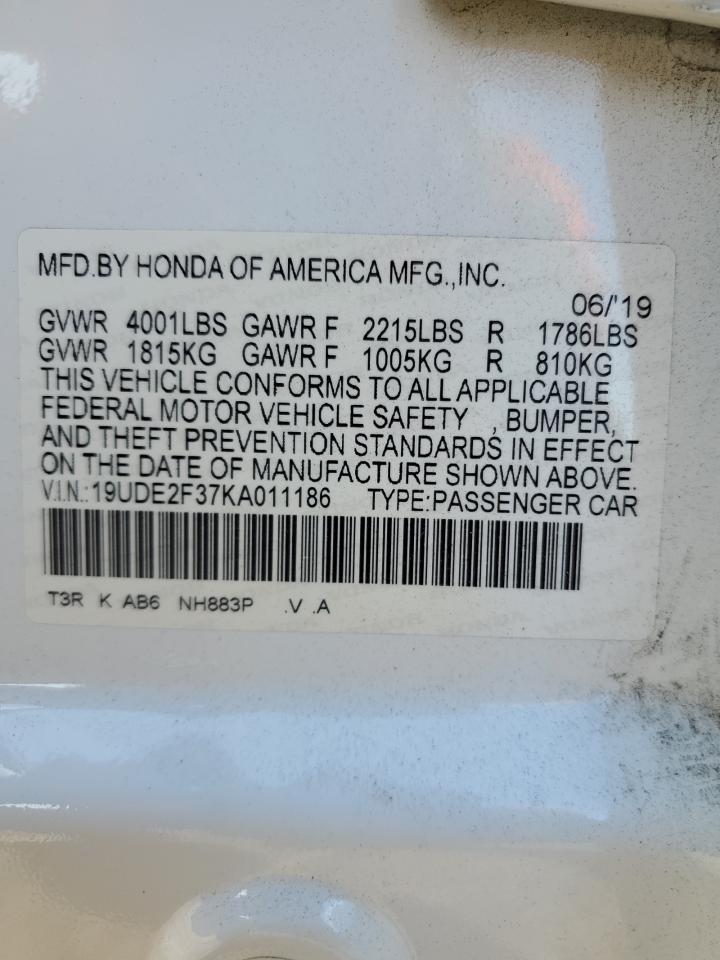 MFD.BY HONDA OF AMERICA MFG.,INC.
06/'19
GVWR 4001LBS GAWR F 2215LBS R 1786LBS
GVWR 1815KG GAWR F 1005KG R 810KG
THIS VEHICLE CONFORMS TO ALL APPLICABLE
FEDERAL MOTOR VEHICLE SAFETY , BUMPER,
AND THEFT PREVENTION STANDARDS IN EFFECT
ON THE DATE OF MANUFACTURE SHOWN ABOVE.
V.I.N.:19UDE2F37KA011186 TYPE:PASSENGER CAR
T3R K AB6 NH883P .V .A